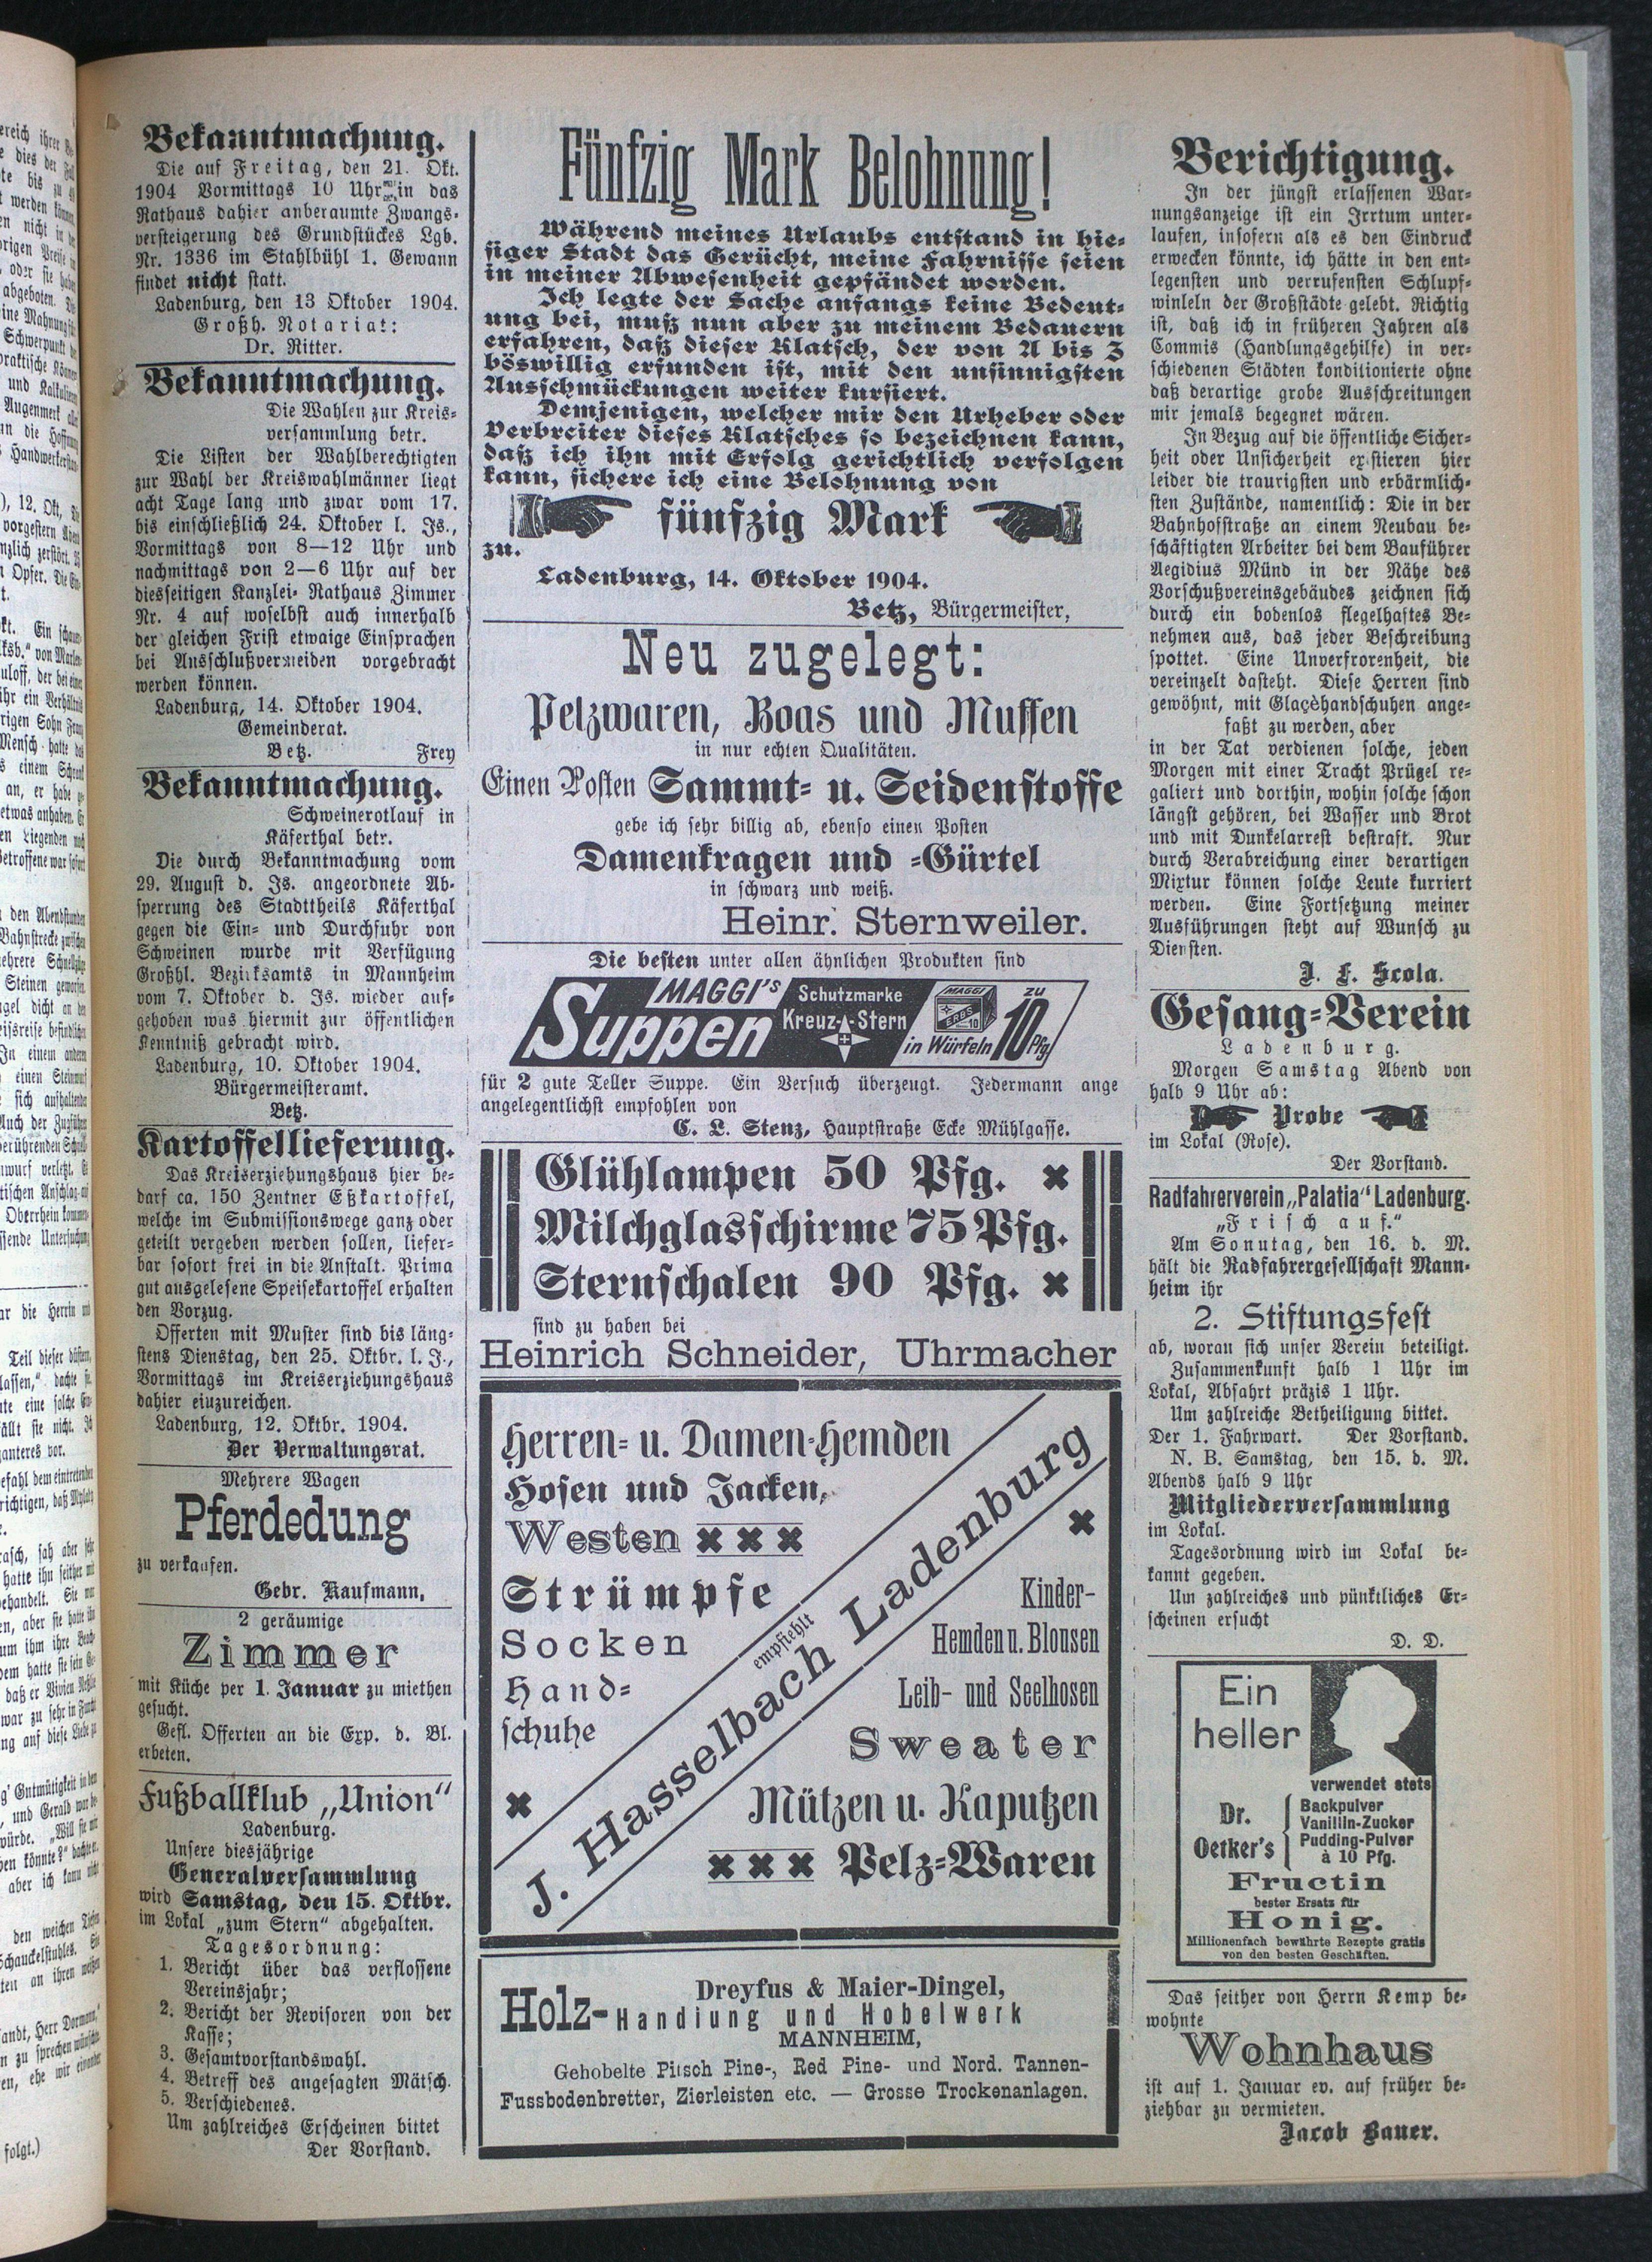 Bekanntmachung.
Die auf Freitag, den 21. Okt.
1904 Vormittags 10 Uhr in das
Rathaus dahier anberaumte Zwangs-
versteigerung des Grundstückes Lgb.
Nr. 1336 im Stahlbühl 1. Gewann
findet nicht statt.
Ladenburg, den 13 Oktober 1904.
Großh. Notariat:
Dr. Ritter.
Bekanntmachung.
Die Wahlen zur Kreis-
versammlung betr.
Die Listen der Wahlberechtigten
zur Wahl der Kreiswahlmänner liegt
acht Tage lang und zwar vom 17.
bis einschließlich 24. Oktober l. Js.,
Vormittags von 8—12 Uhr und
nachmittags von 2—6 Uhr auf der
diesseitigen Kanzlei- Rathaus Zimmer
Nr. 4 auf woselbst auch innerhalb
der gleichen Frist etwaige Einsprachen
bei Ausschlußvermeiden vorgebracht
werden können.
Ladenburg, 14. Oktober 1904.
Gemeinderat.
Betz. Frey
Bekanntmachung.
Schweinerotlauf in
Käferthal betr.
Die durch Bekanntmachung vom
29. August d. Js. angeordnete Ab-
sperrung des Stadttheils Käferthal
gegen die Ein- und Durchfuhr von
Schweinen wurde mit Verfügung
Großhl. Bezirksamts in Mannheim
vom 7. Oktober d. Js. wieder auf-
gehoben was hiermit zur öffentlichen
Kenntniß gebracht wird.
Ladenburg, 10. Oktober 1904.
Bürgermeisteramt.
Betz.
Kartoffellieferung.
Das Kreiserziehungshaus hier be-
darf ca. 150 Zentner Eßkartoffel,
welche im Submissionswege ganz oder
geteilt vergeben werden sollen, liefer-
bar sofort frei in die Anstalt. Prima
gut ausgelesene Speisekartoffel erhalten
den Vorzug.
Offerten mit Muster sind bis läng-
stens Dienstag, den 25. Oktbr. l. J.,
Vormittags im Kreiserziehungshaus
dahier einzureichen.
Ladenburg, 12. Oktbr. 1904.
Der Verwaltungsrat.
Mehrere Wagen
Pferdedung
zu verkaufen.
Gebr. Kaufmann,
2 geräumige
Zimmer
mit Küche per 1. Januar zu miethen
gesucht.
Gefl. Offerten an die Exp. d. Bl.
erbeten.
Fußballklub „Union“
Ladenburg.
Unsere diesjährige
Generalversammlung
wird Samstag, den 15. Oktbr.
im Lokal „zum Stern“ abgehalten.
Tagesordnung:
1. Bericht über das verflossene
Vereinsjahr;
2. Bericht der Revisoren von der
Kasse;
3. Gesamtvorstandswahl.
4. Betreff des angesagten Mätsch.
5. Verschiedenes.
Um zahlreiches Erscheinen bittet
Der Vorstand.
Fünfzig Mark Belohnung!
Während meines Urlaubs entstand in hie-
siger Stadt das Gerücht, meine Fahrnisse seien
in meiner Abwesenheit gepfändet worden.
Ich legte der Sache anfangs keine Bedeut-
ung bei, muß nun aber zu meinem Bedauern
erfahren, daß dieser Klatsch, der von A bis Z
böswillig erfunden ist, mit den unsinnigsten
Ausschmückungen weiter kursiert.
Demjenigen, welcher mir den Urheber oder
Verbreiter dieses Klatsches so bezeichnen kann,
daß ich ihn mit Erfolg gerichtlich verfolgen
kann, sichere ich eine Belohnung von
fünfzig Mark
zu.
Ladenburg, 14. Oktober 1904.
Betz, Bürgermeister,
Neu zugelegt:
Pelzwaren, Boas und Muffen
in nur echten Qualitäten.
Einen Posten Sammt- u. Seidenstoffe
gebe ich sehr billig ab, ebenso einen Posten
Damenkragen und -Gürtel
in schwarz und weiß.
Heinr. Sternweiler.
Die besten unter allen ähnlichen Produkten sind
MAGGI's
Suppen
Schutzmarke
Kreuz-Stern
MAGGI
ERBS
10
in Würfeln
zu
10 Pfg
für 2 gute Teller Suppe. Ein Versuch überzeugt. Jedermann ange
angelegentlichst empfohlen von
C. L. Stenz, Hauptstraße Ecke Mühlgasse.
Glühlampen 50 Pfg.
Milchglasschirme 75 Pfg.
Sternschalen 90 Pfg.
sind zu haben bei
Heinrich Schneider, Uhrmacher
Herren- u. Damen-Hemden
Hosen und Jacken,
Westen
Strümpfe
Socken
Hand-
schuhe
empfiehlt
J. Hasselbach Ladenburg
Kinder-
Hemden u. Blousen
Leib- und Seelhosen
Sweater
Mützen u. Kaputzen
Pelz-Waren
Dreyfus & Maier-Dingel,
Holz-Handlung und Hobelwerk
MANNHEIM,
Gehobelte Pitsch Pine-, Red Pine- und Nord. Tannen-
Fussbodenbretter, Zierleisten etc. — Grosse Trockenanlagen.
Berichtigung.
In der jüngst erlassenen War-
nungsanzeige ist ein Irrtum unter-
laufen, insofern als es den Eindruck
erwecken könnte, ich hätte in den ent-
legensten und verrufensten Schlupf-
winkeln der Großstädte gelebt. Richtig
ist, daß ich in früheren Jahren als
Commis (Handlungsgehilfe) in ver-
schiedenen Städten konditionierte ohne
daß derartige grobe Ausschreitungen
mir jemals begegnet wären.
In Bezug auf die öffentliche Sicher-
heit oder Unsicherheit existieren hier
leider die traurigsten und erbärmlich-
sten Zustände, namentlich: Die in der
Bahnhofstraße an einem Neubau be-
schäftigten Arbeiter bei dem Bauführer
Aegidius Münd in der Nähe des
Vorschußvereinsgebäudes zeichnen sich
durch ein bodenlos flegelhaftes Be-
nehmen aus, das jeder Beschreibung
spottet. Eine Unverfrorenheit, die
vereinzelt dasteht. Diese Herren sind
gewöhnt, mit Glaçèhandschuhen ange-
faßt zu werden, aber
in der Tat verdienen solche, jeden
Morgen mit einer Tracht Prügel re-
galiert und dorthin, wohin solche schon
längst gehören, bei Wasser und Brot
und mit Dunkelarrest bestraft. Nur
durch Verabreichung einer derartigen
Mixtur können solche Leute kurriert
werden. Eine Fortsetzung meiner
Ausführungen steht auf Wunsch zu
Diensten.
J. F. Scola.
Gesang-Verein
Ladenburg.
Morgen Samstag Abend von
halb 9 Uhr ab:
Probe
im Lokal (Rose).
Der Vorstand.
Radfahrerverein „Palatia“ Ladenburg.
„Frisch auf.“
Am Sonntag, den 16. d. M.
hält die Radfahrergesellschaft Mann-
heim ihr
2. Stiftungsfest
ab, woran sich unser Verein beteiligt.
Zusammenkunft halb 1 Uhr im
Lokal, Abfahrt präzis 1 Uhr.
Um zahlreiche Betheiligung bittet.
Der 1. Fahrwart. Der Vorstand.
N. B. Samstag, den 15. d. M.
Abends halb 9 Uhr
Mitgliederversammlung
im Lokal.
Tagesordnung wird im Lokal be-
kannt gegeben.
Um zahlreiches und pünktliches Er-
scheinen ersucht
D. D.
Ein
heller
verwendet stets
Dr.
Oetker's
Backpulver
Vanillin-Zucker
Pudding-Pulver
à 10 Pfg.
Fructin
bester Ersatz für
Honig.
Millionenfach bewährte Rezepte gratis
von den besten Geschäften.
Das seither von Herrn Kemp be-
wohnte
Wohnhaus
ist auf 1. Januar ev. auf früher be-
ziehbar zu vermieten.
Jacob Bauer.